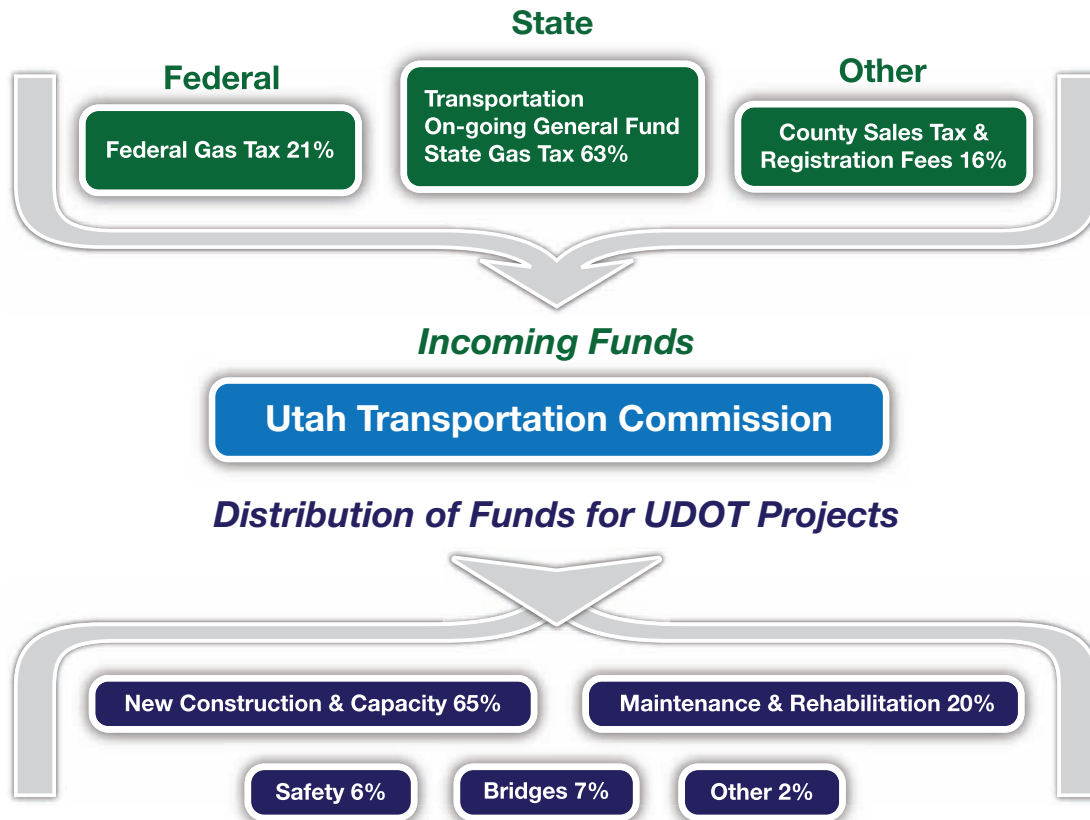 State
Federal
Other
Federal Gas Tax 21%
Transportation
On-going General Fund
State Gas Tax 63%
County Sales Tax &
Registration Fees 16%
Incoming Funds
Utah Transportation Commission
Distribution of Funds for UDOT Projects
New Construction & Capacity 65%
Maintenance & Rehabilitation 20%
Safety 6%
Bridges 7%
Other 2%